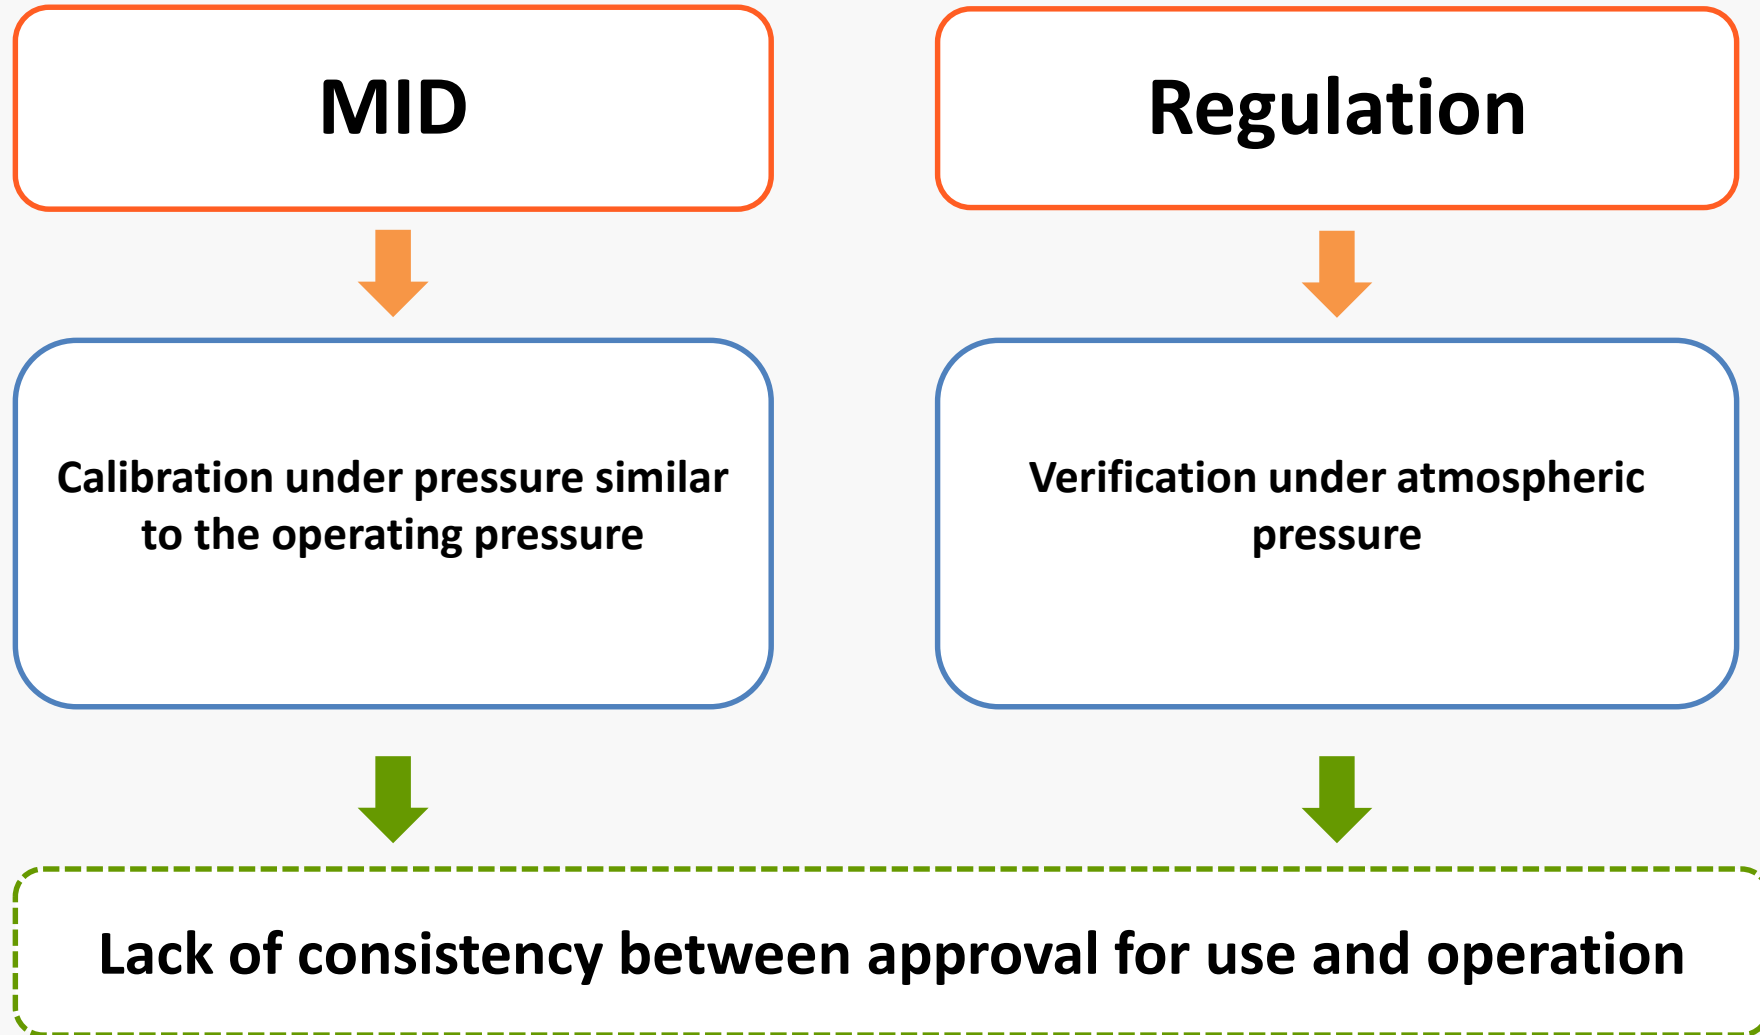 MID
Regulation
Calibration under pressure similar
to the operating pressure
Verification under atmospheric
pressure
Lack of consistency between approval for use and operation